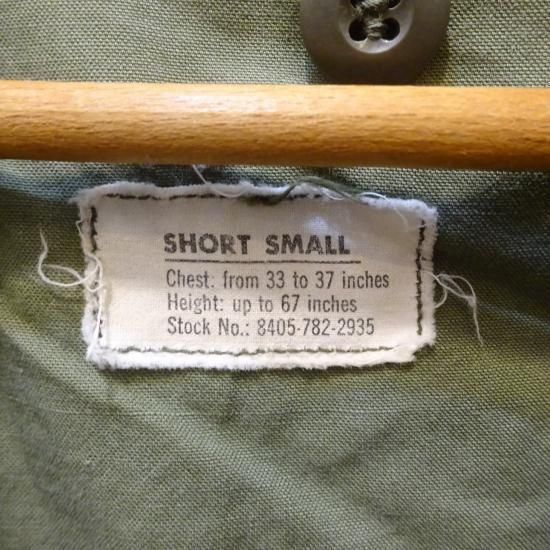 SHORT SMALL
Chest: from 33 to 37 inches
Height: up to 67 inches
Stock No.: 8405-782-2935